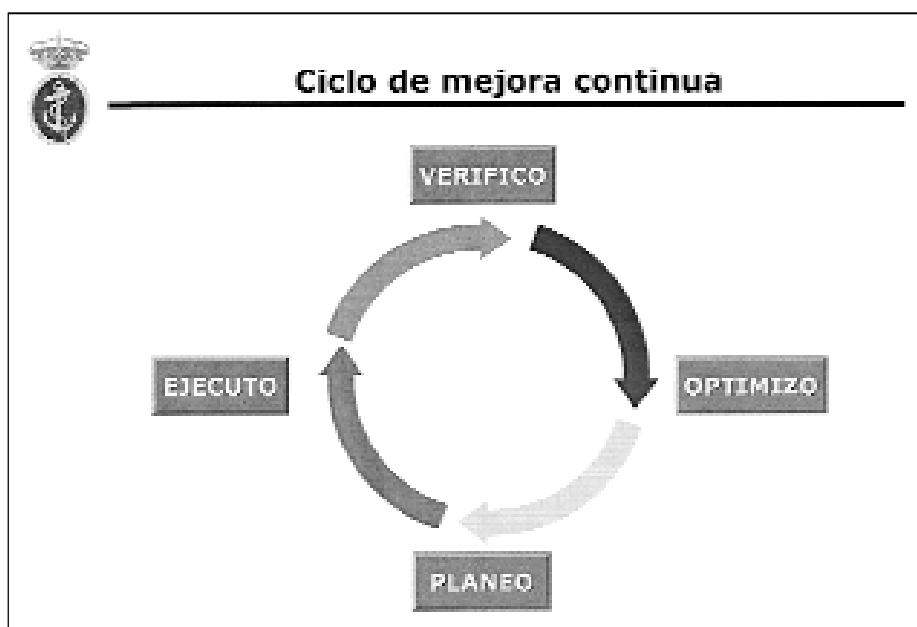 Ciclo de mejora continua
VERIFICO
EJECUTO
OPTIMIZO
PLANEO